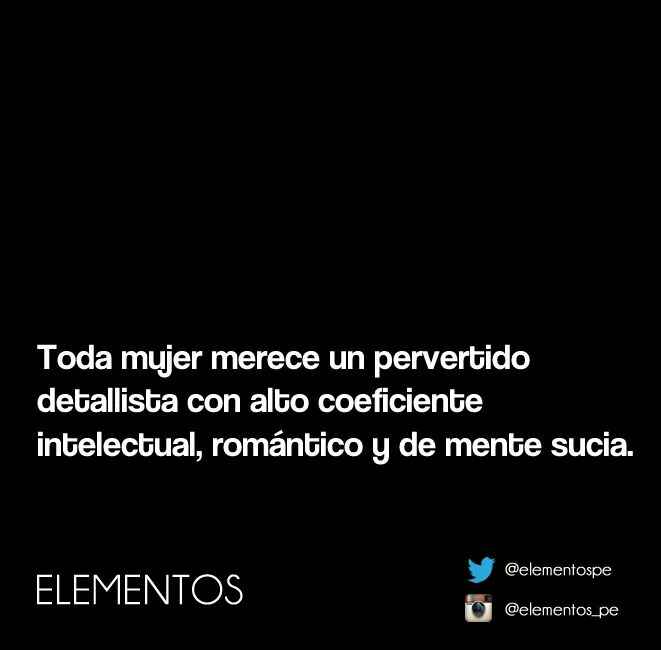 Toda mujer merece un pervertido
detallista con alto coeficiente
intelectual, romántico y de mente sucia.
ELEMENTOS
@elementospe
@elementos_pe